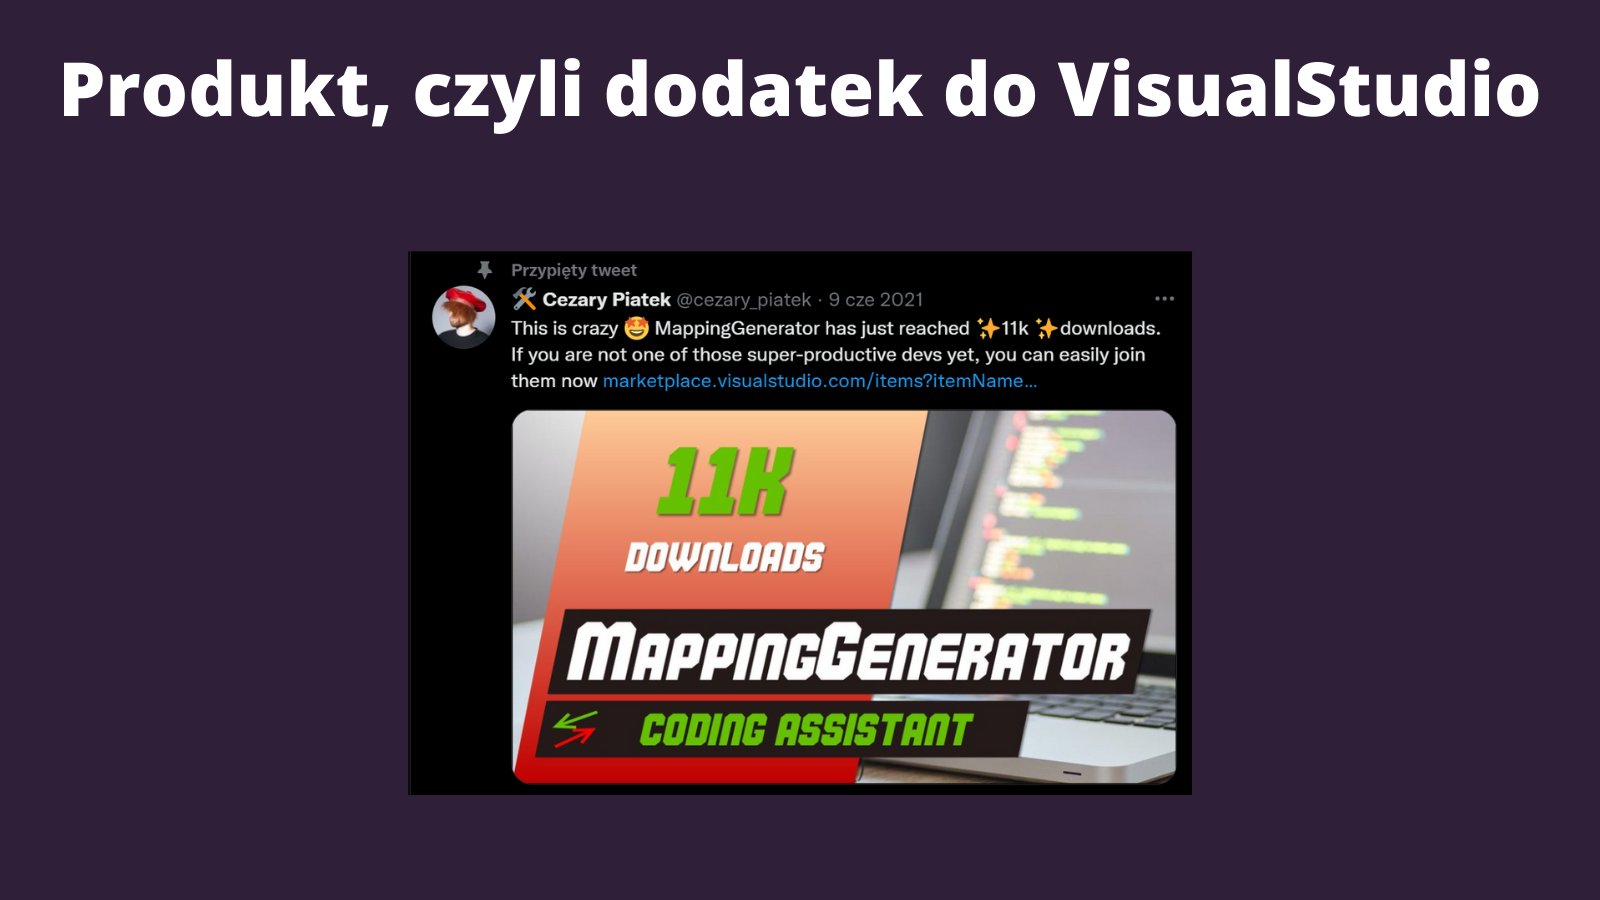 Produkt, czyli dodatek do VisualStudio
Przypięty tweet
🛠 Cezary Piatek @cezary_piatek · 9 cze 2021
This is crazy 🤩 MappingGenerator has just reached ✨11k ✨downloads.
If you are not one of those super-productive devs yet, you can easily join
them now marketplace.visualstudio.com/items?itemName…
11K
DOWNLOADS
MAPPINGGENERATOR
CODING ASSISTANT